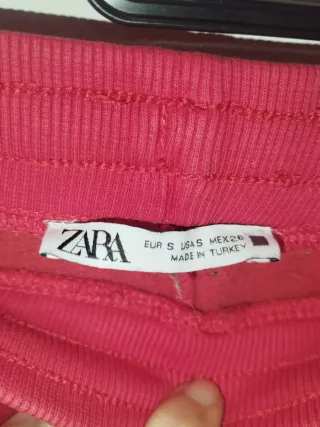 ZARA
EUR S USA S MEX 26
MADE IN TURKEY